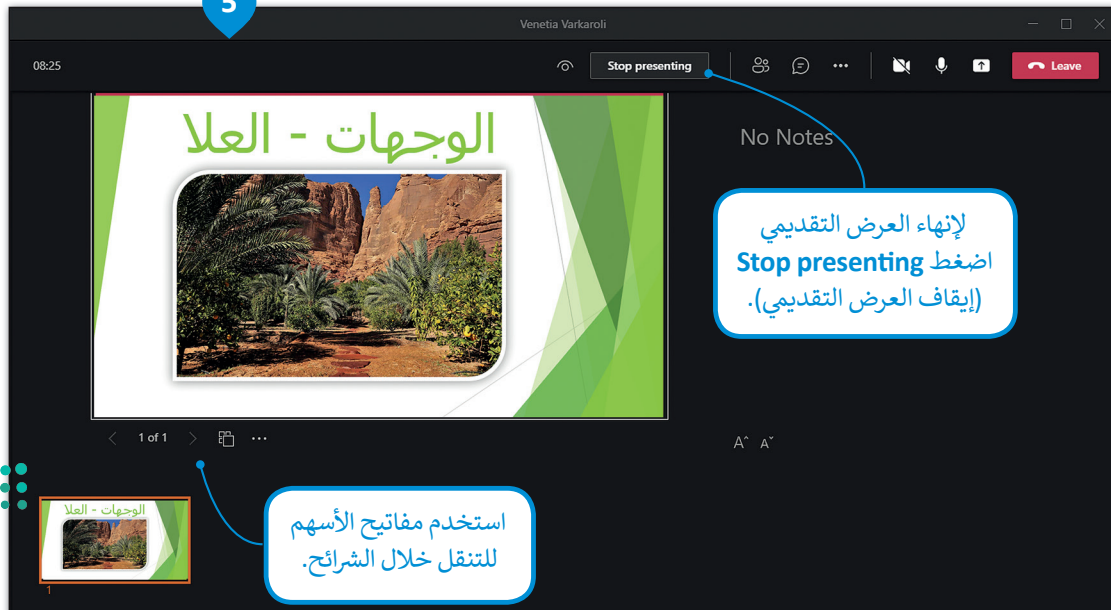 5
Venetia Varkaroli
08:25
Stop presenting
Leave
الوجهات - العلا
No Notes
لإنهاء العرض التقديمي
اضغط Stop presenting
(إيقاف العرض التقديمي).
1 of 1
A˄ A˅
استخدم مفاتيح الأسهم
للتنقل خلال الشرائح.
الوجهات - العلا
1